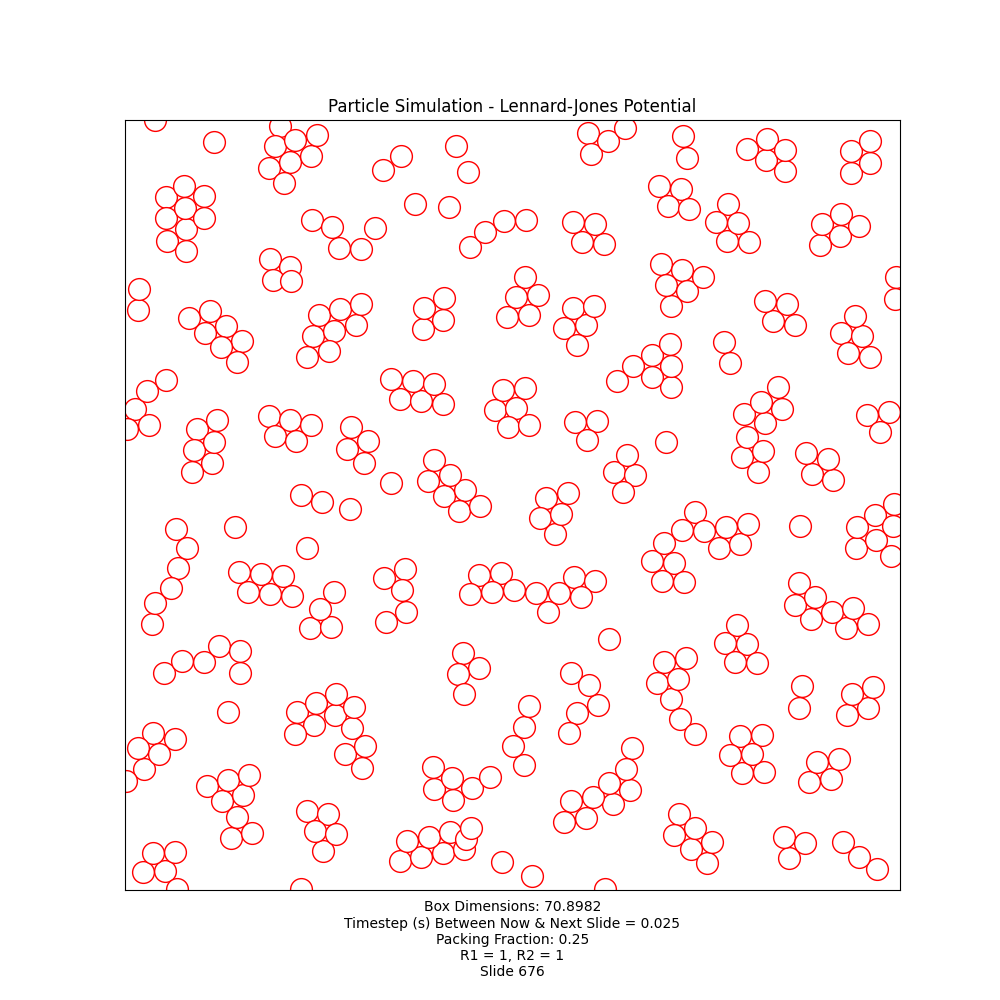 Particle Simulation - Lennard-Jones Potential
Box Dimensions: 70.8982
Timestep (s) Between Now & Next Slide = 0.025
Packing Fraction: 0.25
R1 = 1, R2 = 1
Slide 676